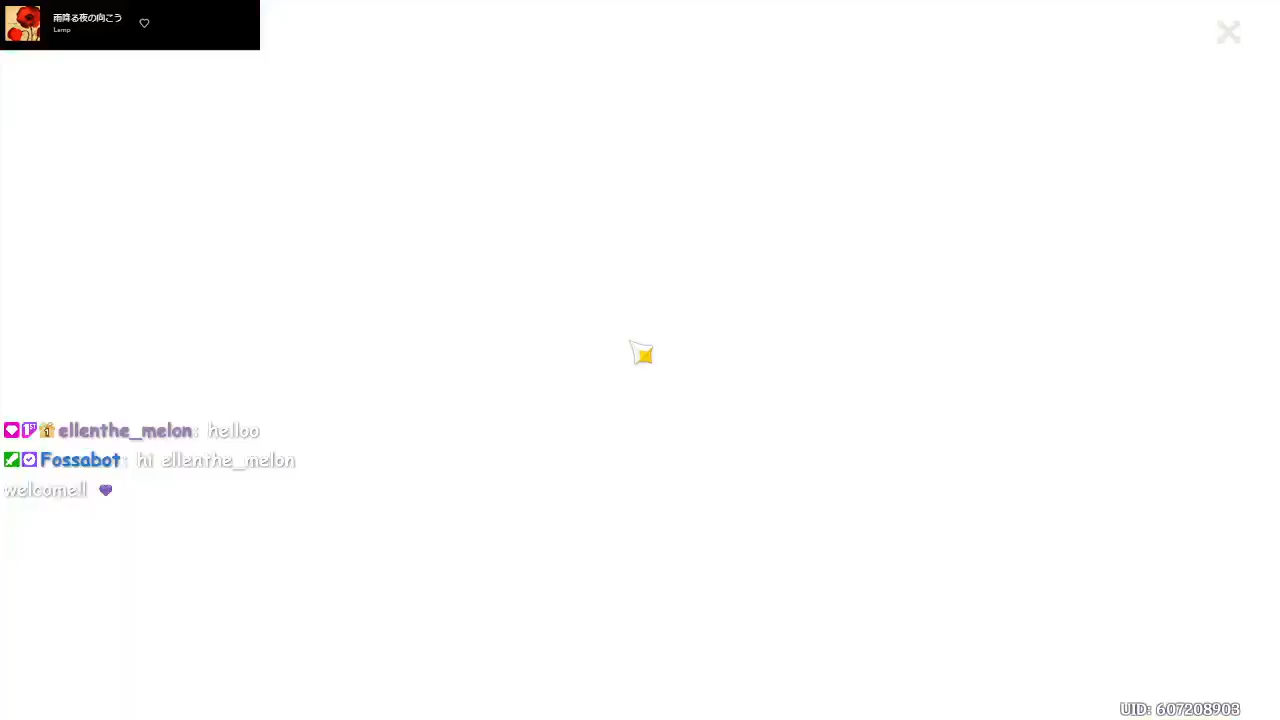 雨降る夜の向こう
Lamp
ellenthe_melon: helloo
Fossabot: hi ellenthe_melon
welcome!!
UID: 607208903